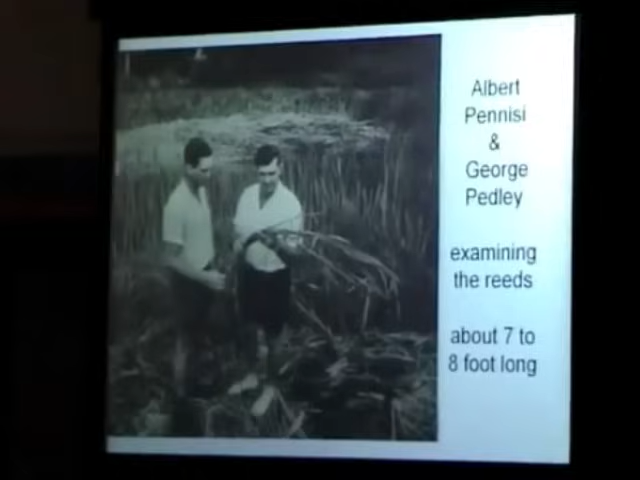 Albert
Pennisi
&
George
Pedley
examining
the reeds
about 7 to
8 foot long